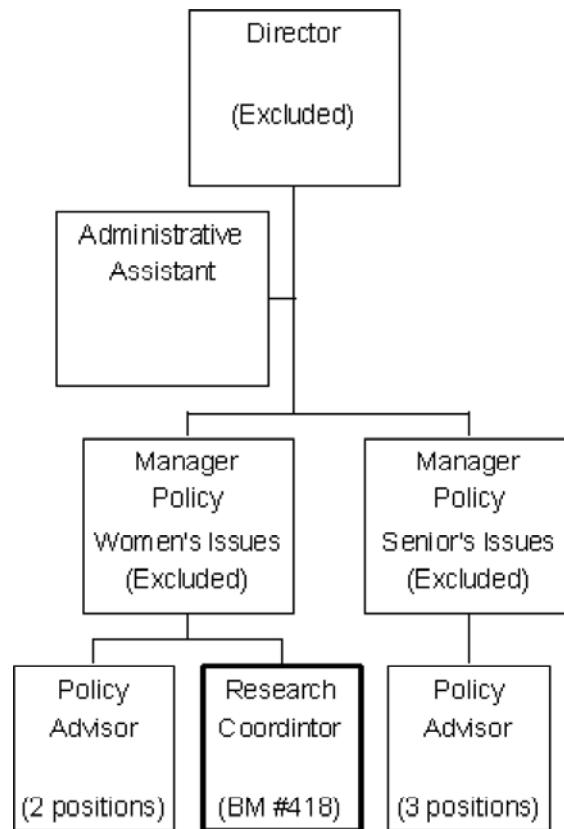 Director
(Excluded)
Administrative
Assistant
Manager
Policy
Women's Issues
(Excluded)
Manager
Policy
Senior's Issues
(Excluded)
Policy
Advisor
(2 positions)
Research
Coordintor
(BM #418)
Policy
Advisor
(3 positions)